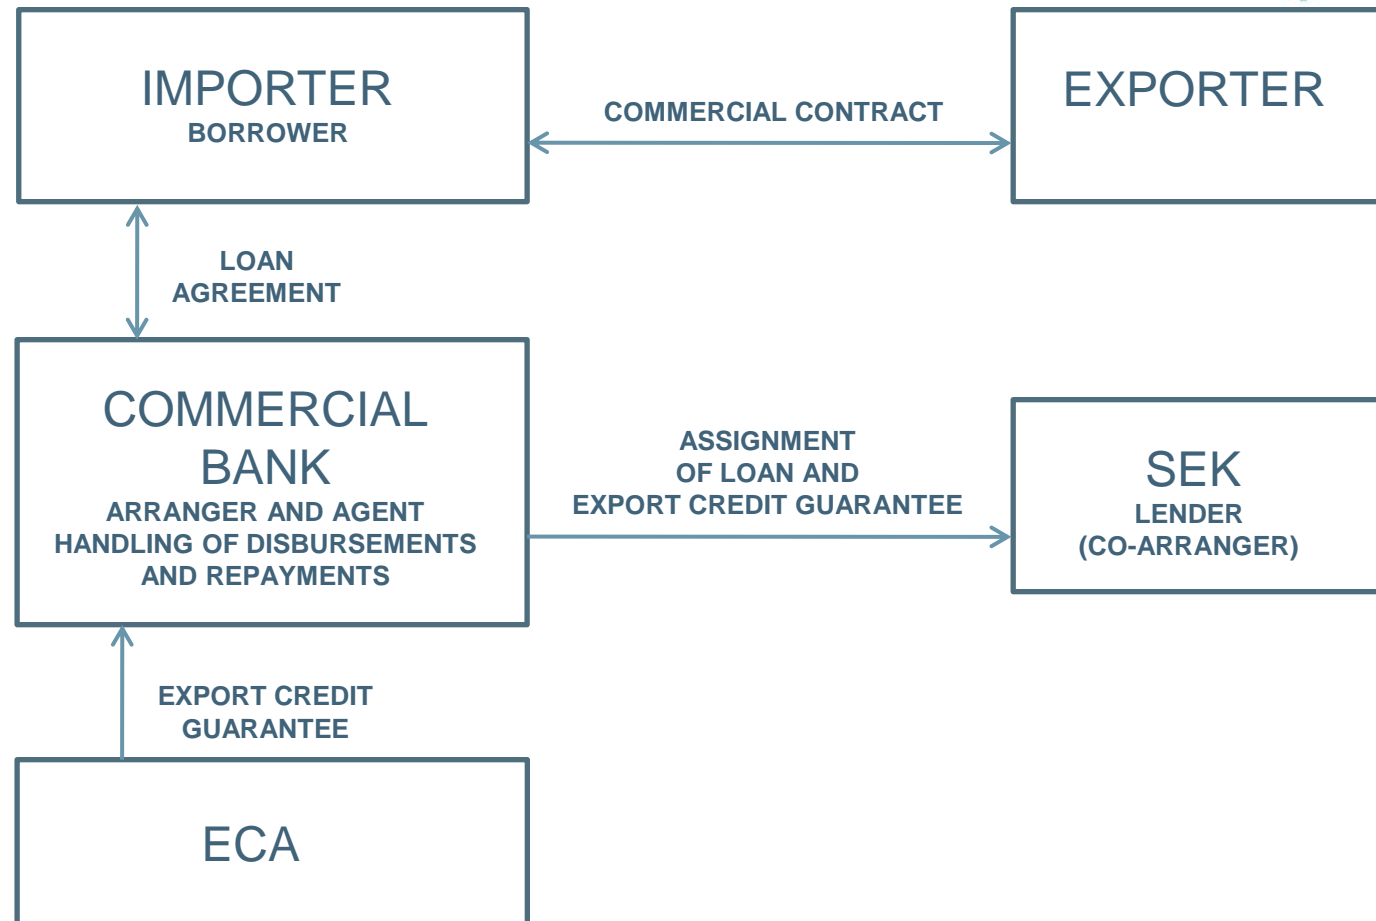 IMPORTER
BORROWER
COMMERCIAL CONTRACT
EXPORTER
LOAN
AGREEMENT
COMMERCIAL
BANK
ARRANGER AND AGENT
HANDLING OF DISBURSEMENTS
AND REPAYMENTS
ASSIGNMENT
OF LOAN AND
EXPORT CREDIT GUARANTEE
SEK
LENDER
(CO-ARRANGER)
EXPORT CREDIT
GUARANTEE
ECA